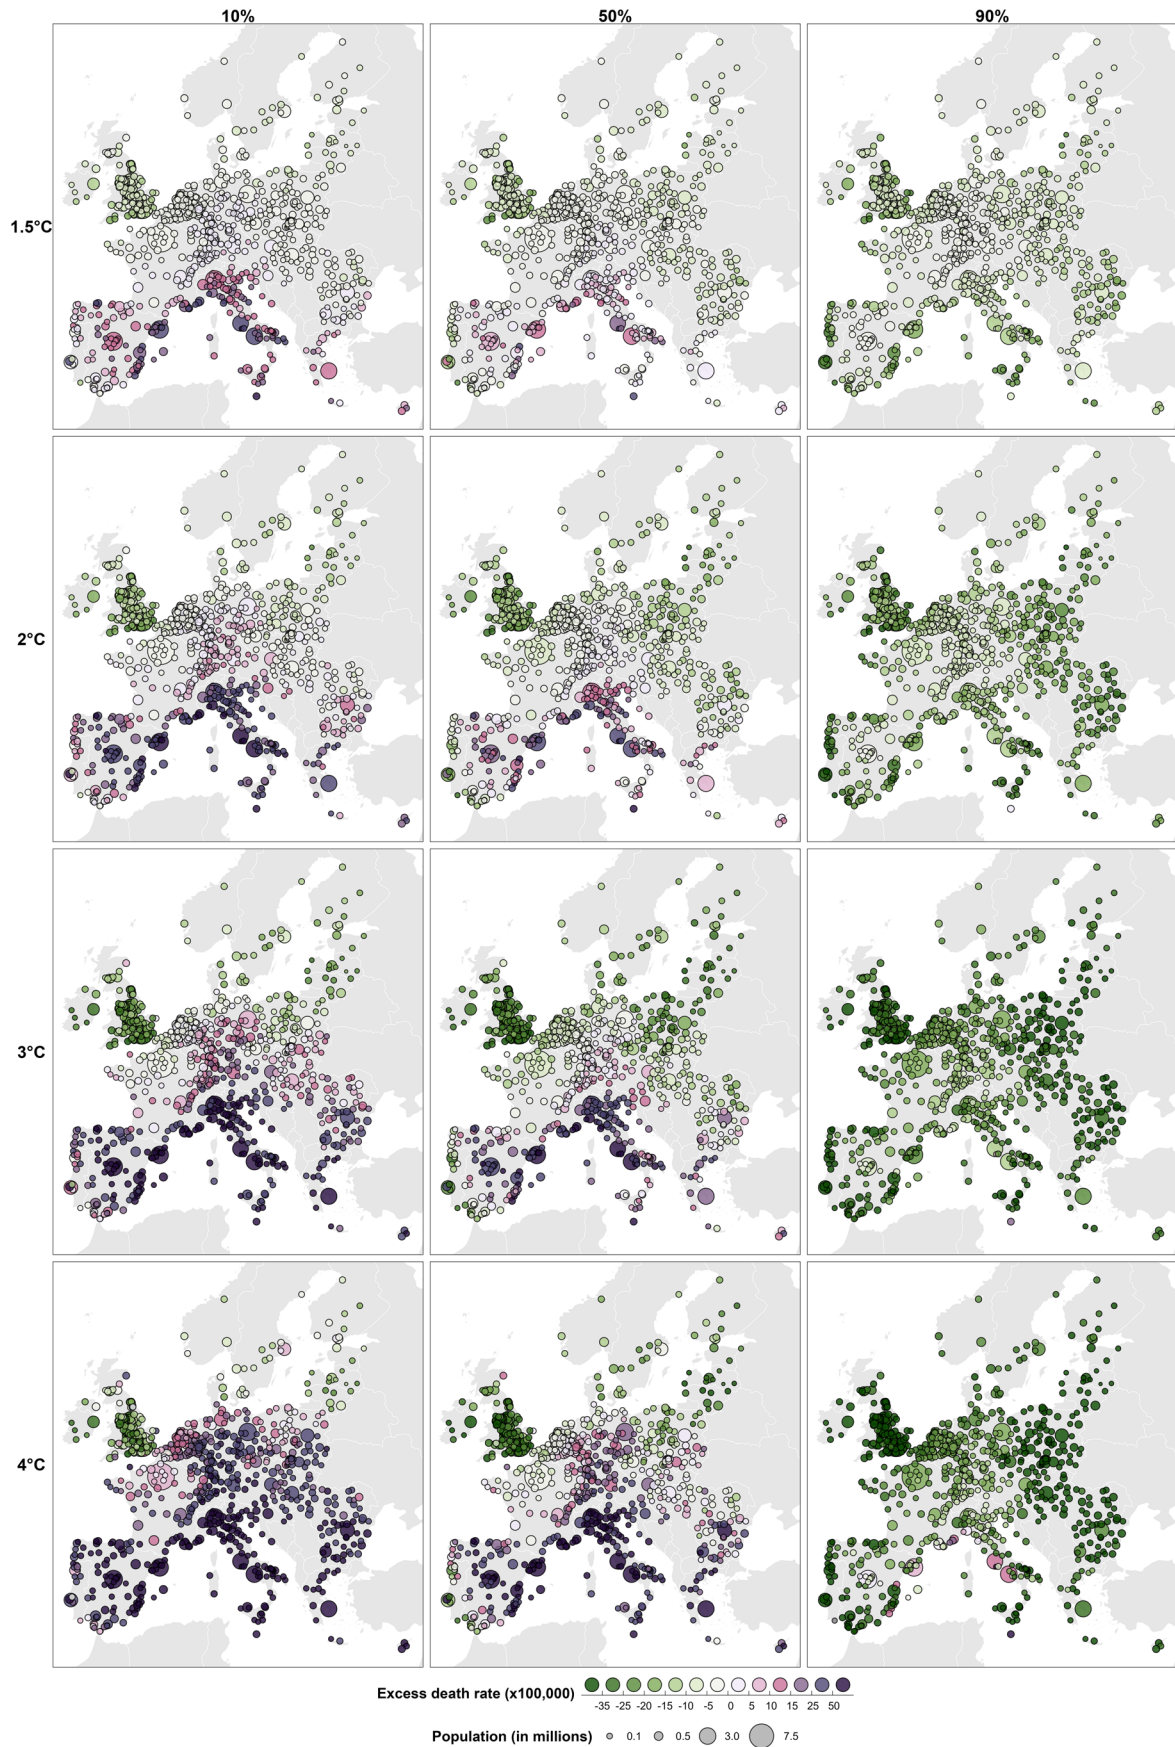 10% 50% 90%
1.5°C
2°C
3°C
4°C
Excess death rate (x100,000)
-35 -25 -20 -15 -10 -5 0 5 10 15 25 50
Population (in millions) 0.1 0.5 3.0 7.5